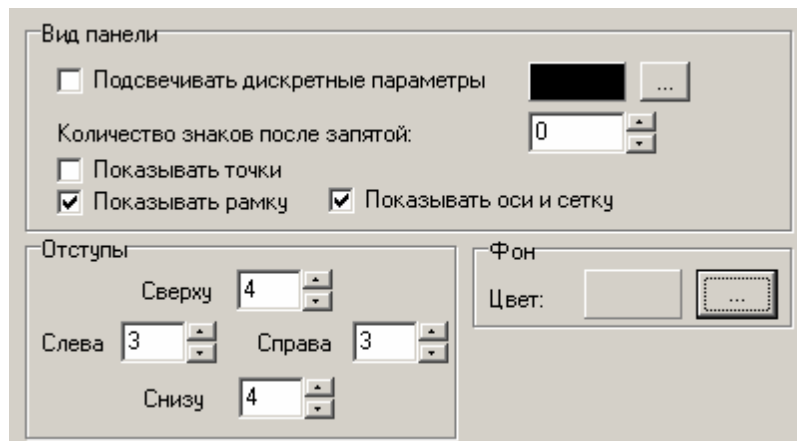 Вид панели
Подсвечивать дискретные параметры ...
Количество знаков после запятой: 0
Показывать точки
Показывать рамку Показывать оси и сетку
Отступы
Сверху 4
Слева 3 Справа 3
Снизу 4
Фон
Цвет: ...